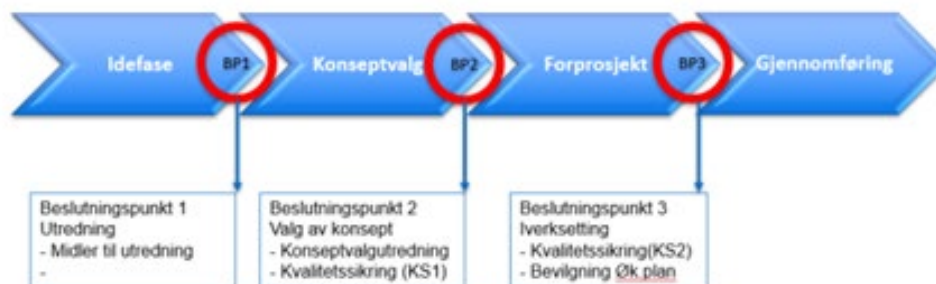 Idefase
BP1
Konseptvalg
BP2
Forprosjekt
BP3
Gjennomføring
Beslutningspunkt 1
Utredning
- Midler til utredning
-
Beslutningspunkt 2
Valg av konsept
- Konseptvalgutredning
- Kvalitetssikring (KS1)
Beslutningspunkt 3
Iverksetting
- Kvalitetssikring(KS2)
- Bevilgning Øk plan